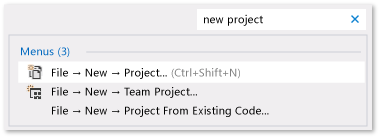 new project
Menus (3)
File → New → Project... (Ctrl+Shift+N)
File → New → Team Project...
File → New → Project From Existing Code...